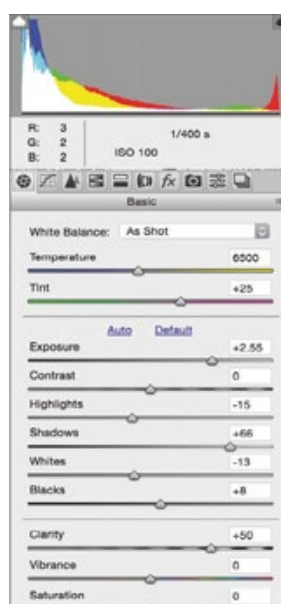 R: 3
G: 2
B: 2
1/400 s
ISO 100
fx
Basic
White Balance: As Shot
Temperature 6500
Tint +25
Auto Default
Exposure +2.55
Contrast 0
Highlights -15
Shadows +66
Whites -13
Blacks +8
Clarity +50
Vibrance 0
Saturation 0